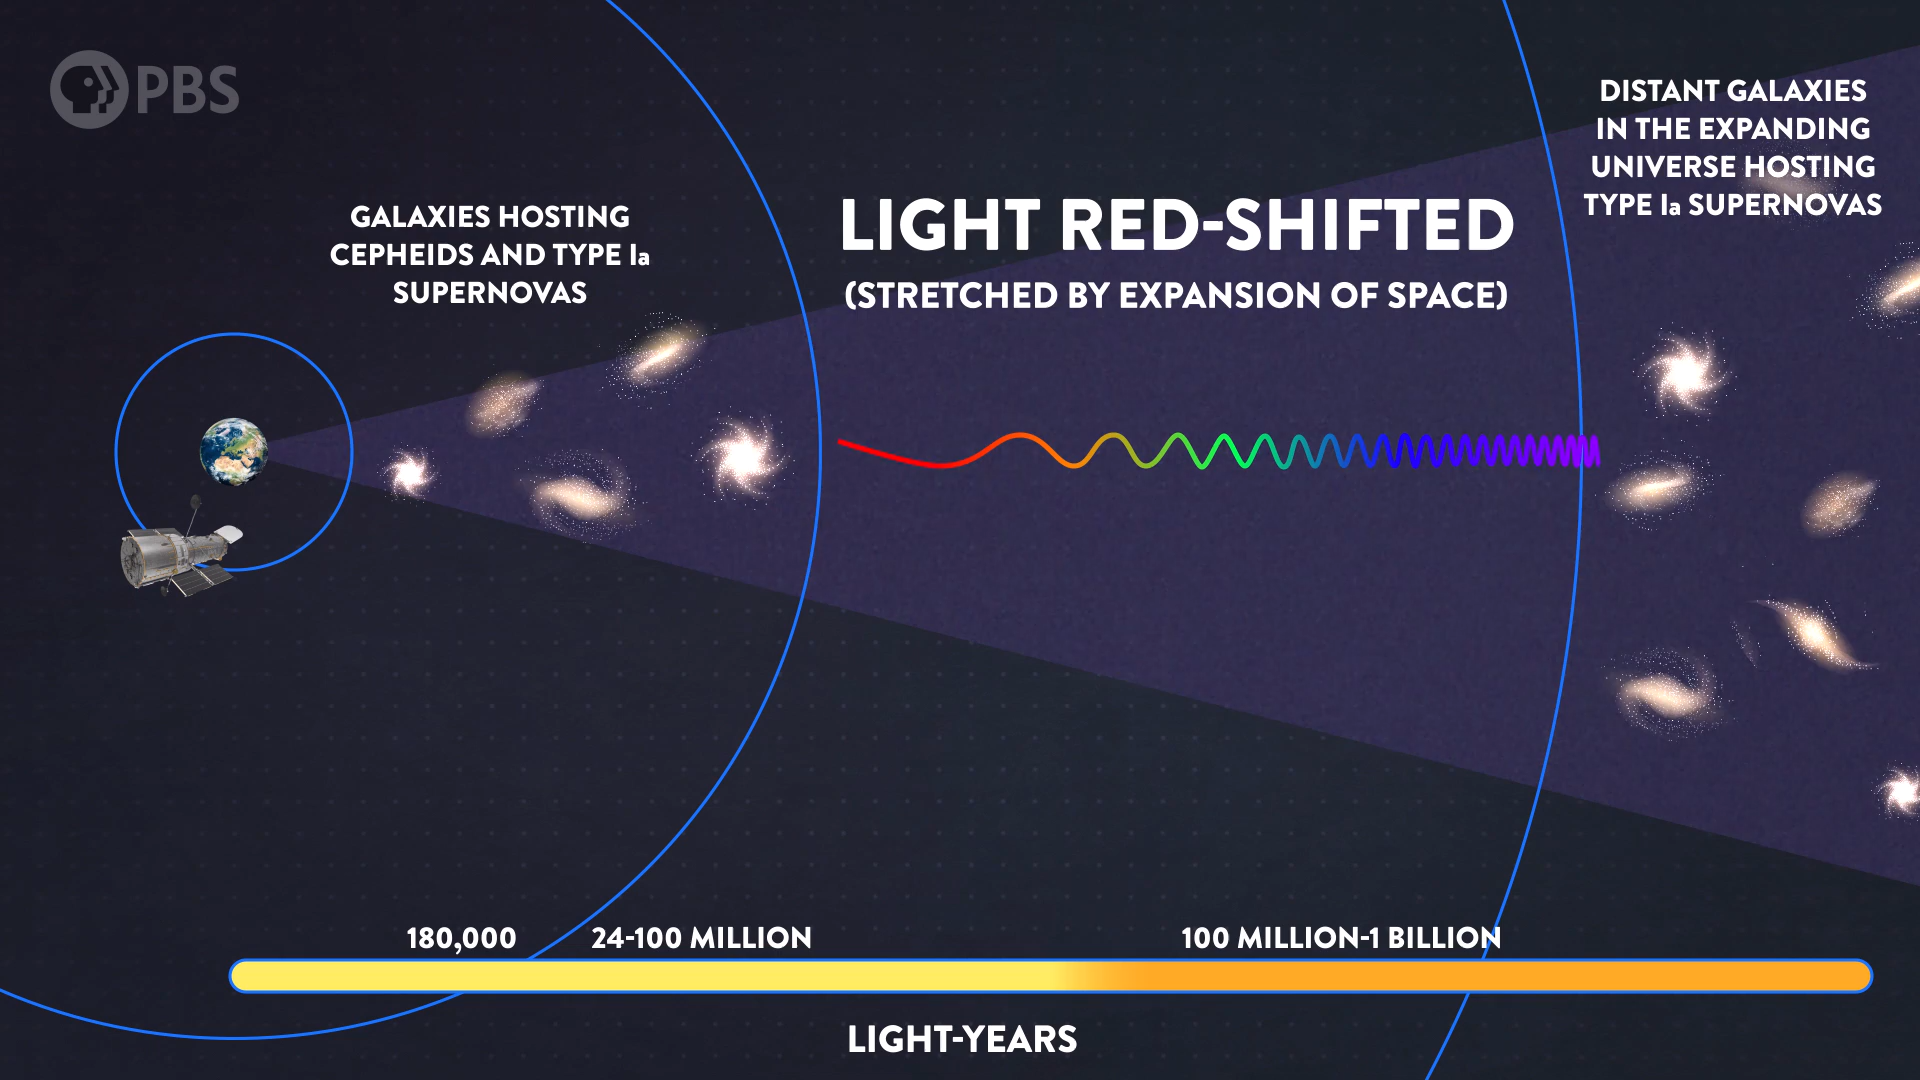 PBS
DISTANT GALAXIES
IN THE EXPANDING
UNIVERSE HOSTING
TYPE Ia SUPERNOVAS
GALAXIES HOSTING
CEPHEIDS AND TYPE Ia
SUPERNOVAS
LIGHT RED-SHIFTED
(STRETCHED BY EXPANSION OF SPACE)
180,000
24-100 MILLION
100 MILLION-1 BILLION
LIGHT-YEARS